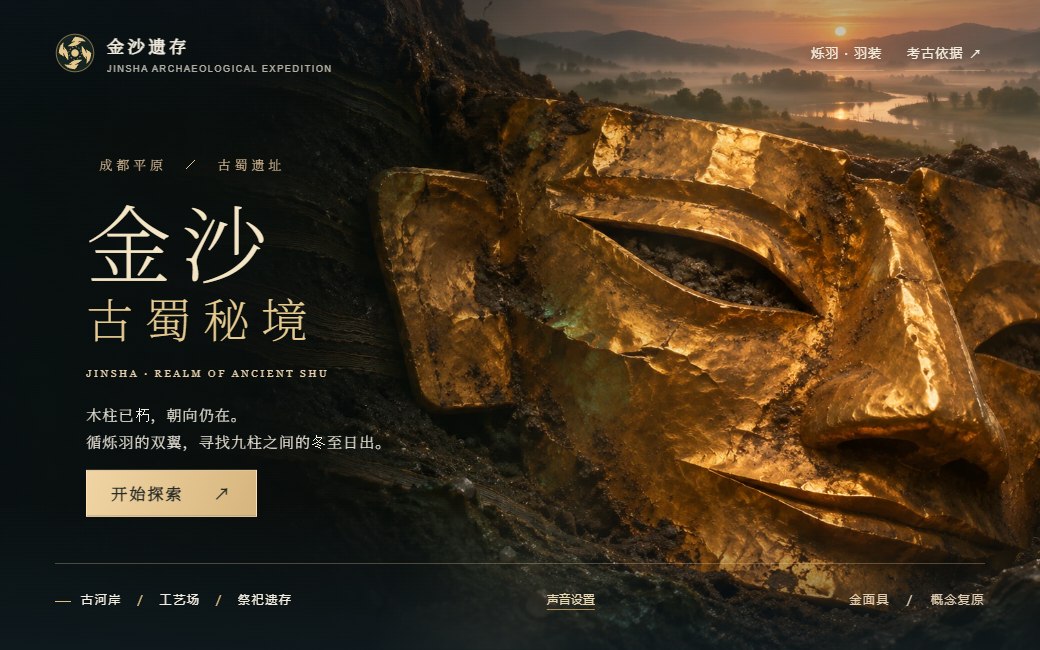 金沙遗存
JINSHA ARCHAEOLOGICAL EXPEDITION
烁羽 · 羽装 考古依据 ↗
成都平原 / 古蜀遗址
金沙
古蜀秘境
JINSHA · REALM OF ANCIENT SHU
木柱已朽，朝向仍在。
循烁羽的双翼，寻找九柱之间的冬至日出。
开始探索 ↗
— 古河岸 / 工艺场 / 祭祀遗存
声音设置
金面具 / 概念复原